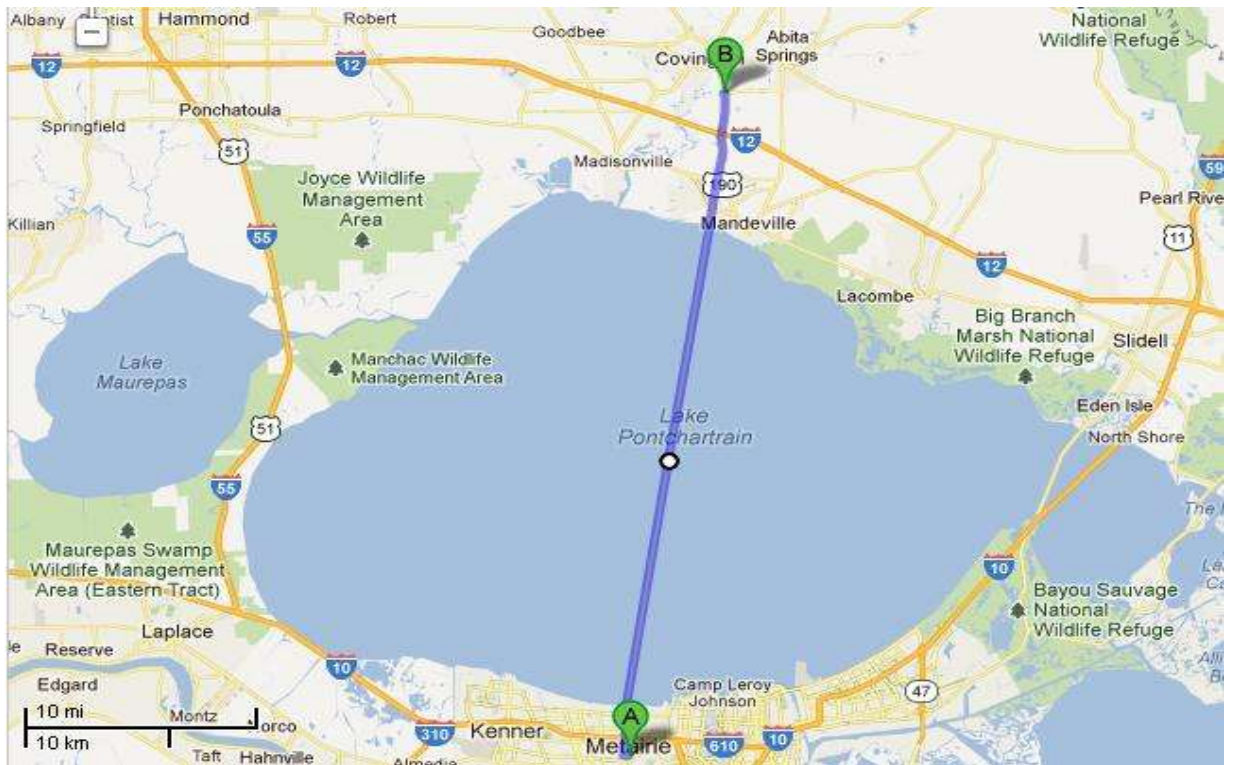 Albany
Hammond
Robert
Goodbee
Abita
Springs
National
Wildlife Refuge
B
12
12
Ponchatoula
Springfield
51
Madisonville
12
59
190
Joyce Wildlife
Management
Area
Pearl
Killian
Mandeville
55
11
12
Lacombe
Big Branch
Marsh National
Wildlife Refuge
Slidell
Lake
Maurepas
Manchac Wildlife
Management Area
Eden Isle
51
Lake
Pontchartrain
North Shore
55
The
Maurepas Swamp
Wildlife Management
Area (Eastern Tract)
10
Bayou Sauvage
National
Wildlife Refuge
Laplace
Reserve
10
Edgard
Camp Leroy
Johnson
47
10 mi
Montz
A
10 km
Kenner
310
Metairie
610
10
Taft
Hahnville